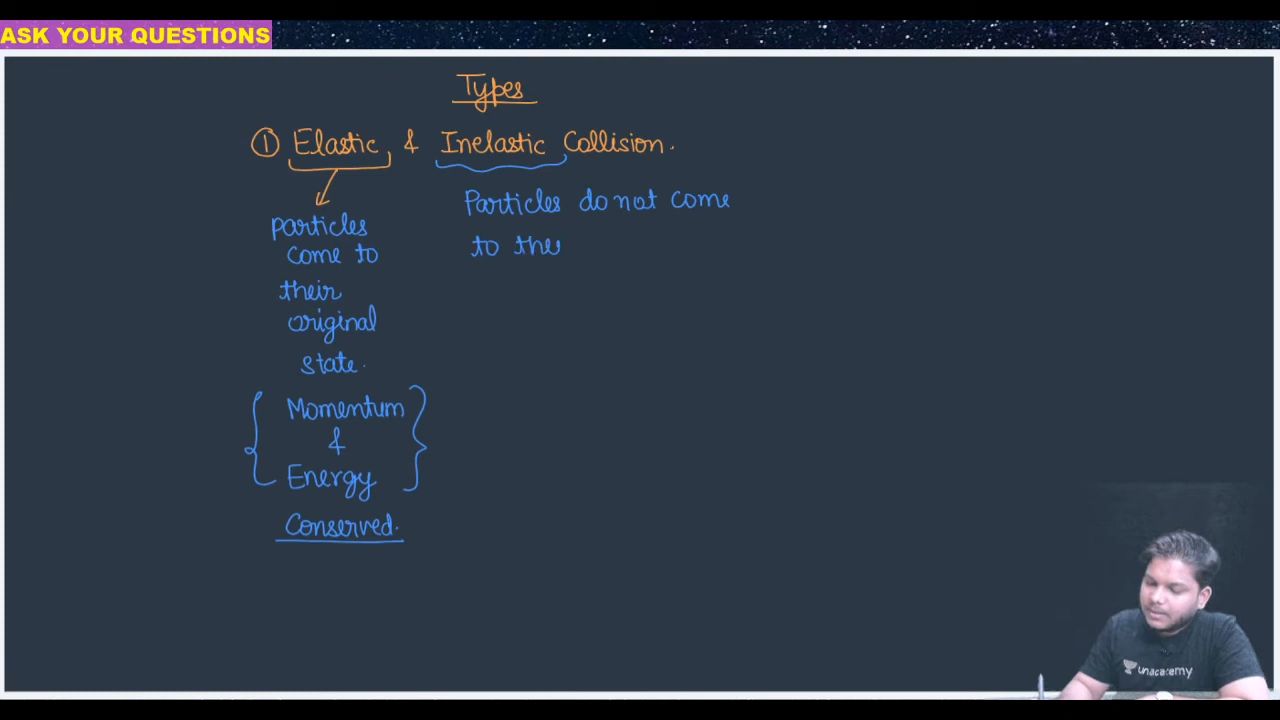 ASK YOUR QUESTIONS
Types
① Elastic & Inelastic Collision.
particles
come to
their
original
state.
Momentum
&
Energy
Conserved.
Particles do not come
to the
unacademy